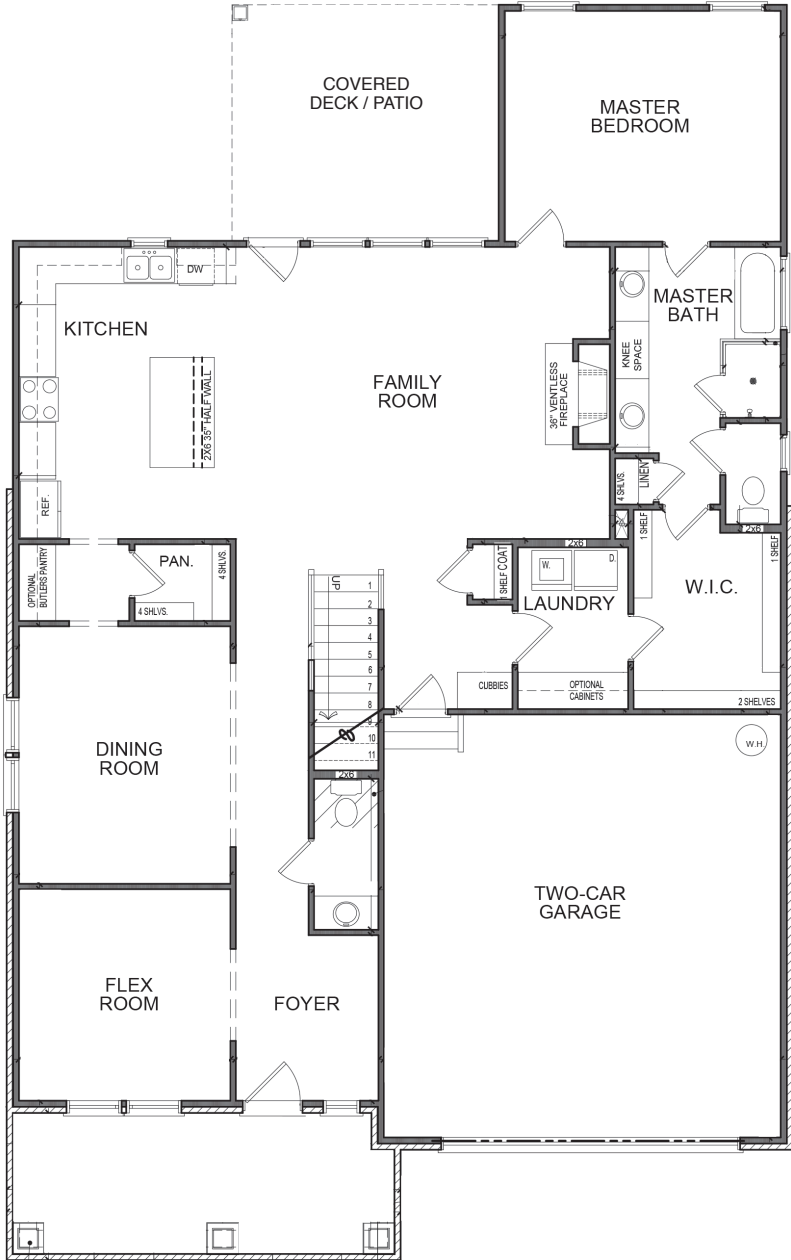 COVERED
DECK / PATIO
MASTER
BEDROOM
DW
KITCHEN
MASTER
BATH
KNEE
SPACE
2X6 35" HALF WALL
FAMILY
ROOM
36" VENTLESS
FIREPLACE
REF.
4 SHLVS.
LINEN
1 SHELF
2x6
1 SHELF
OPTIONAL
BUTLERS PANTRY
PAN.
4 SHLVS.
4 SHLVS.
UP
1
2
3
4
5
6
7
8
9
10
11
1 SHELF COAT
2x6
W.
D.
LAUNDRY
W.I.C.
CUBBIES
OPTIONAL
CABINETS
2 SHELVES
DINING
ROOM
W.H.
2x6
TWO-CAR
GARAGE
FLEX
ROOM
FOYER